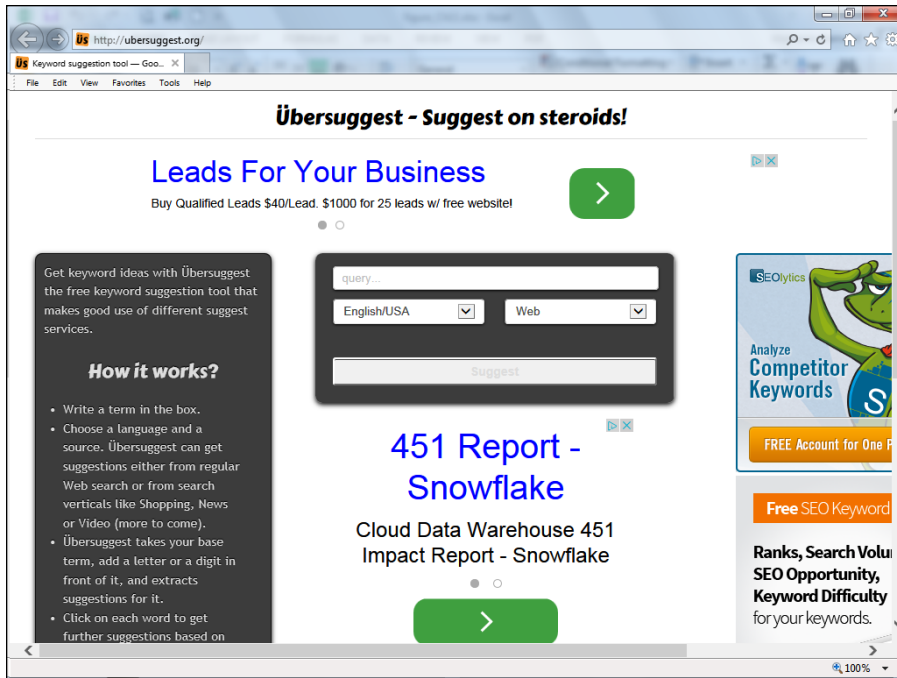 http://ubersuggest.org/
Keyword suggestion tool — Goo...
File Edit View Favorites Tools Help
Übersuggest - Suggest on steroids!
Leads For Your Business
Buy Qualified Leads $40/Lead. $1000 for 25 leads w/ free website!
Get keyword ideas with Übersuggest
the free keyword suggestion tool that
makes good use of different suggest
services.
How it works?
• Write a term in the box.
• Choose a language and a
source. Übersuggest can get
suggestions either from regular
Web search or from search
verticals like Shopping, News
or Video (more to come).
• Übersuggest takes your base
term, add a letter or a digit in
front of it, and extracts
suggestions for it.
• Click on each word to get
further suggestions based on
query...
English/USA
Web
Suggest
451 Report -
Snowflake
Cloud Data Warehouse 451
Impact Report - Snowflake
SEOlytics
Analyze
Competitor
Keywords
FREE Account for One P
Free SEO Keyword
Ranks, Search Volu
SEO Opportunity,
Keyword Difficulty
for your keywords.
100%